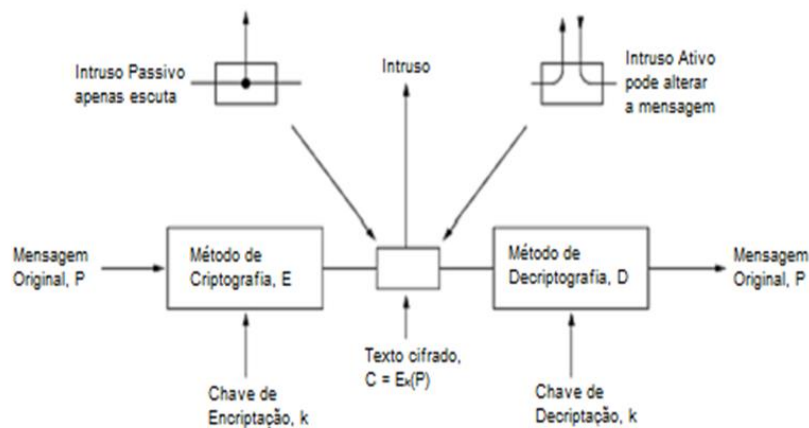 Intruso Passivo
apenas escuta
Intruso
Intruso Ativo
pode alterar
a mensagem
Mensagem
Original, P
Método de
Criptografia, E
Método de
Decriptografia, D
Mensagem
Original, P
Texto cifrado,
C = Eₖ(P)
Chave de
Encriptação, k
Chave de
Decriptação, k